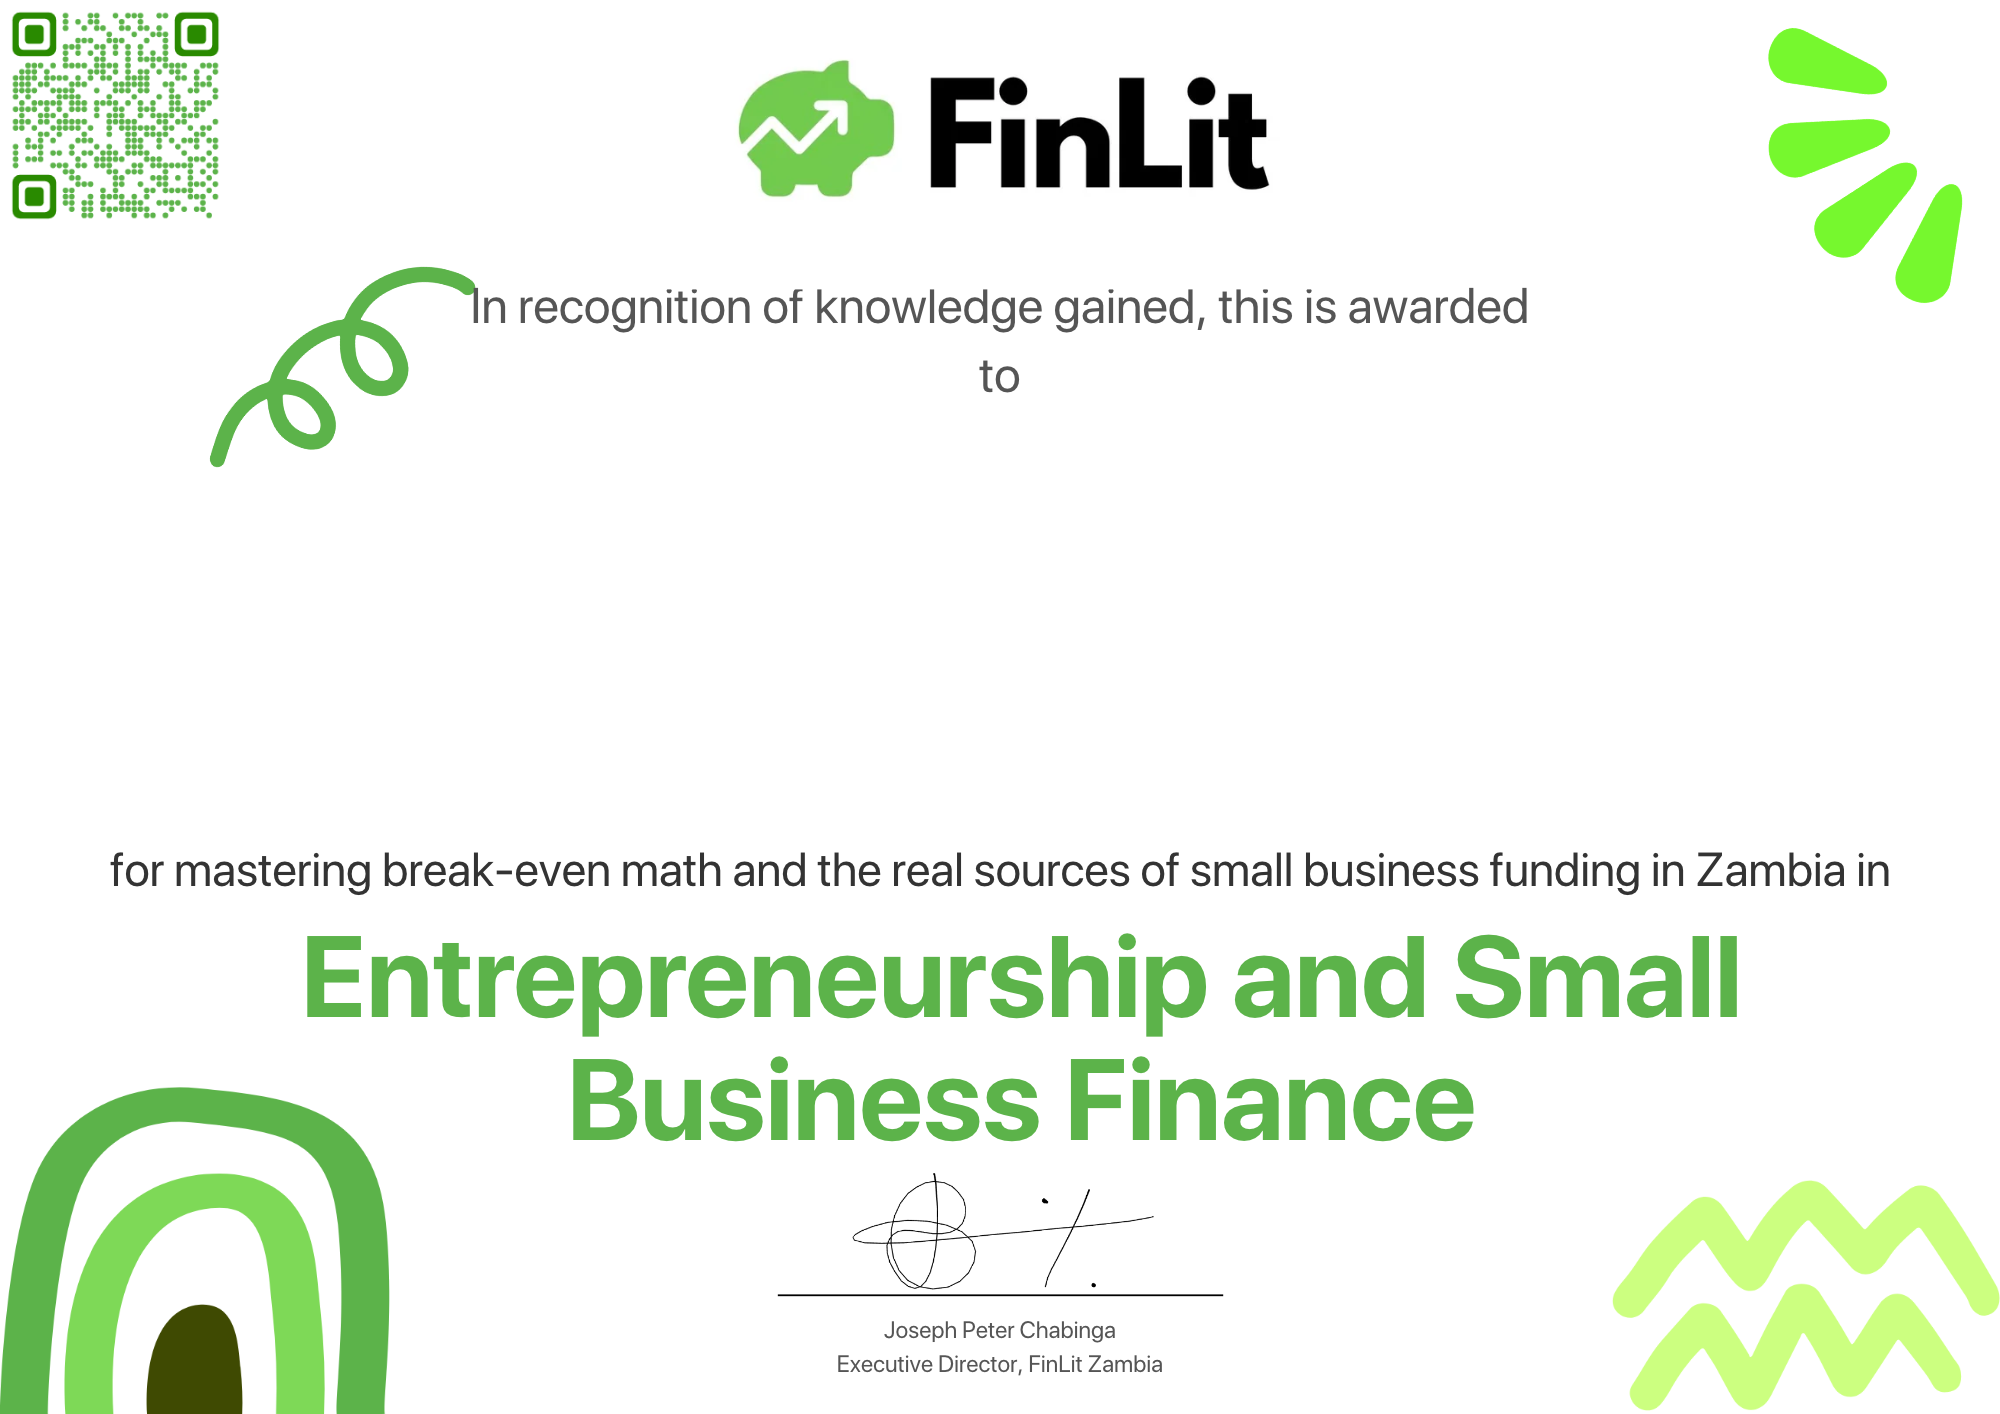 FinLit
In recognition of knowledge gained, this is awarded
to
for mastering break-even math and the real sources of small business funding in Zambia in
Entrepreneurship and Small
Business Finance
Joseph Peter Chabinga
Executive Director, FinLit Zambia